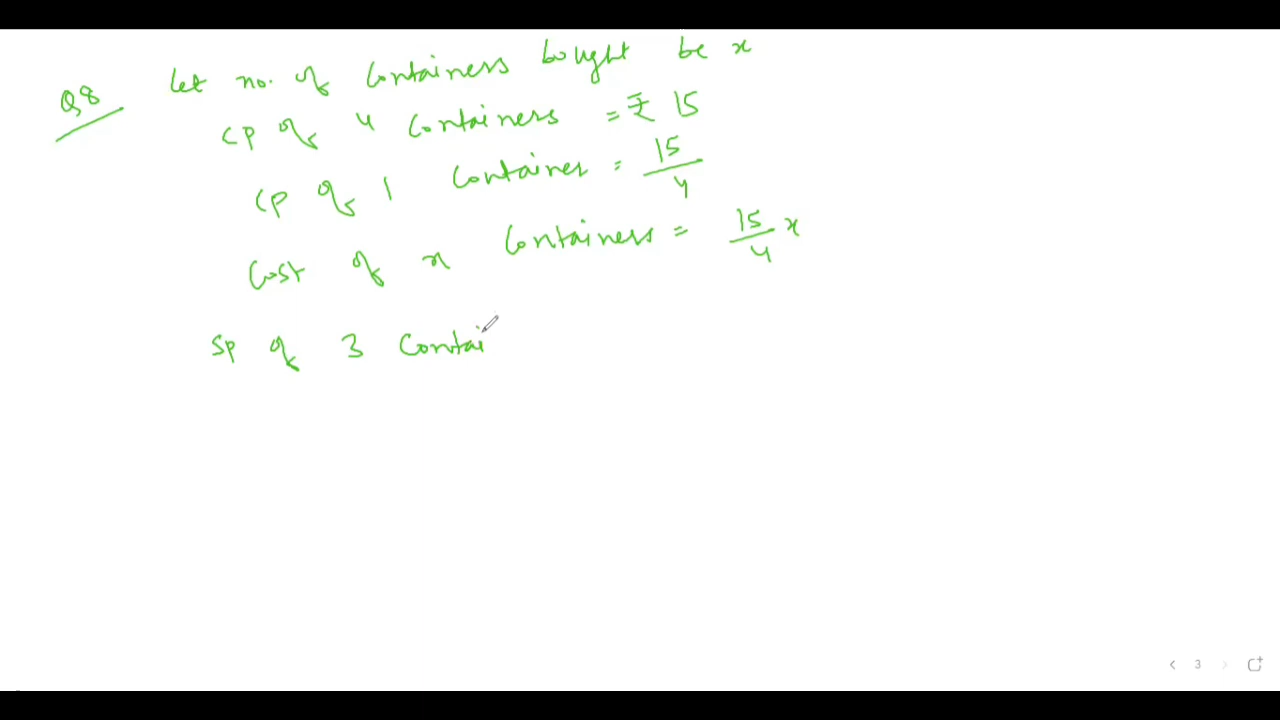 Q8 Let no. of Containers bought be x
CP of 4 Containers = ₹ 15
CP of 1 Container = 15/4
Cost of x Containers = 15/4 x
SP of 3 Contai
3